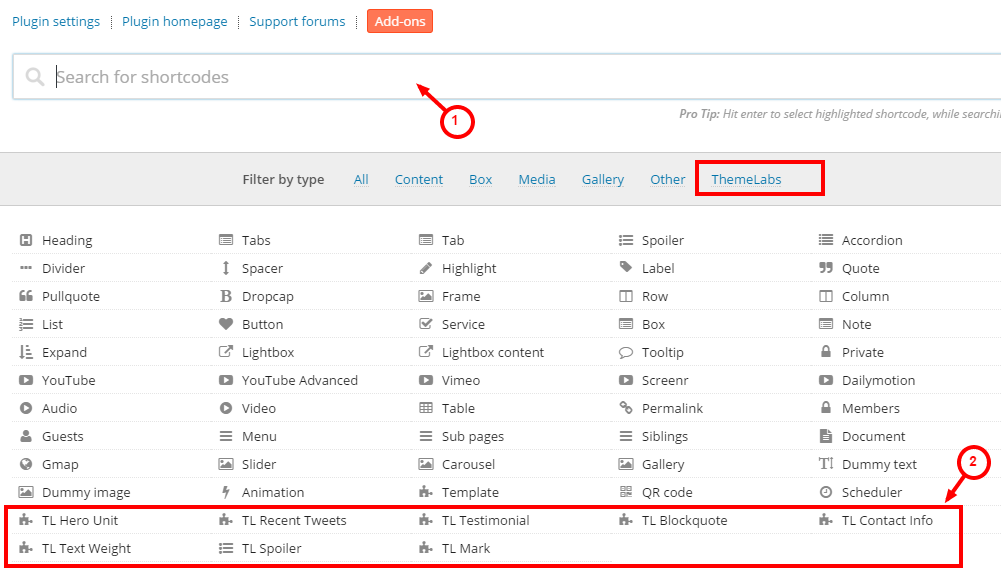 Plugin settings Plugin homepage Support forums Add-ons
Search for shortcodes
1
Pro Tip: Hit enter to select highlighted shortcode, while searchi
Filter by type All Content Box Media Gallery Other ThemeLabs
Heading Tabs Tab Spoiler Accordion
Divider Spacer Highlight Label Quote
Pullquote Dropcap Frame Row Column
List Button Service Box Note
Expand Lightbox Lightbox content Tooltip Private
YouTube YouTube Advanced Vimeo Screenr Dailymotion
Audio Video Table Permalink Members
Guests Menu Sub pages Siblings Document
Gmap Slider Carousel Gallery Dummy text
2
Dummy image Animation Template QR code Scheduler
TL Hero Unit TL Recent Tweets TL Testimonial TL Blockquote TL Contact Info
TL Text Weight TL Spoiler TL Mark